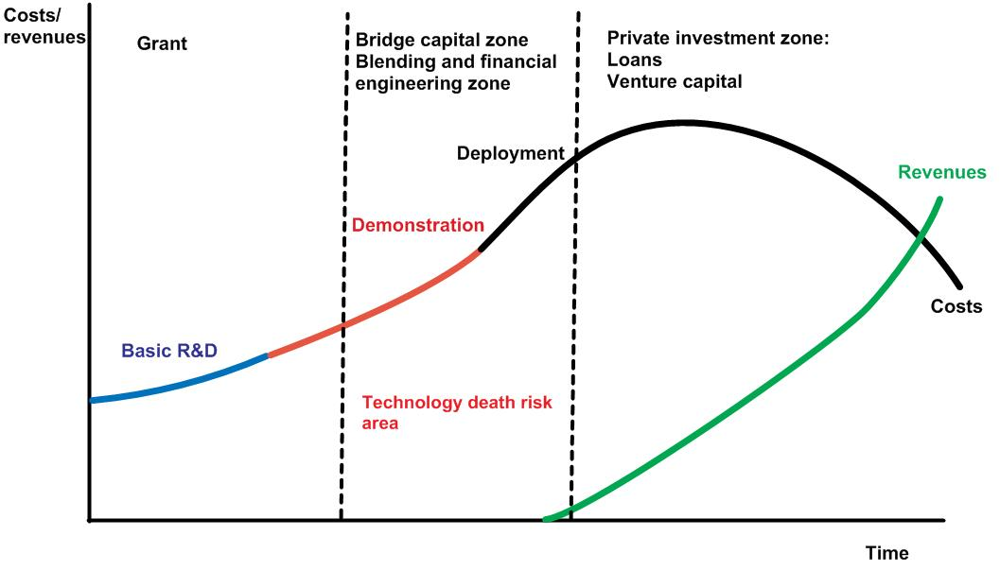 Costs/
revenues
Grant
Bridge capital zone
Blending and financial
engineering zone
Private investment zone:
Loans
Venture capital
Deployment
Revenues
Demonstration
Costs
Basic R&D
Technology death risk
area
Time